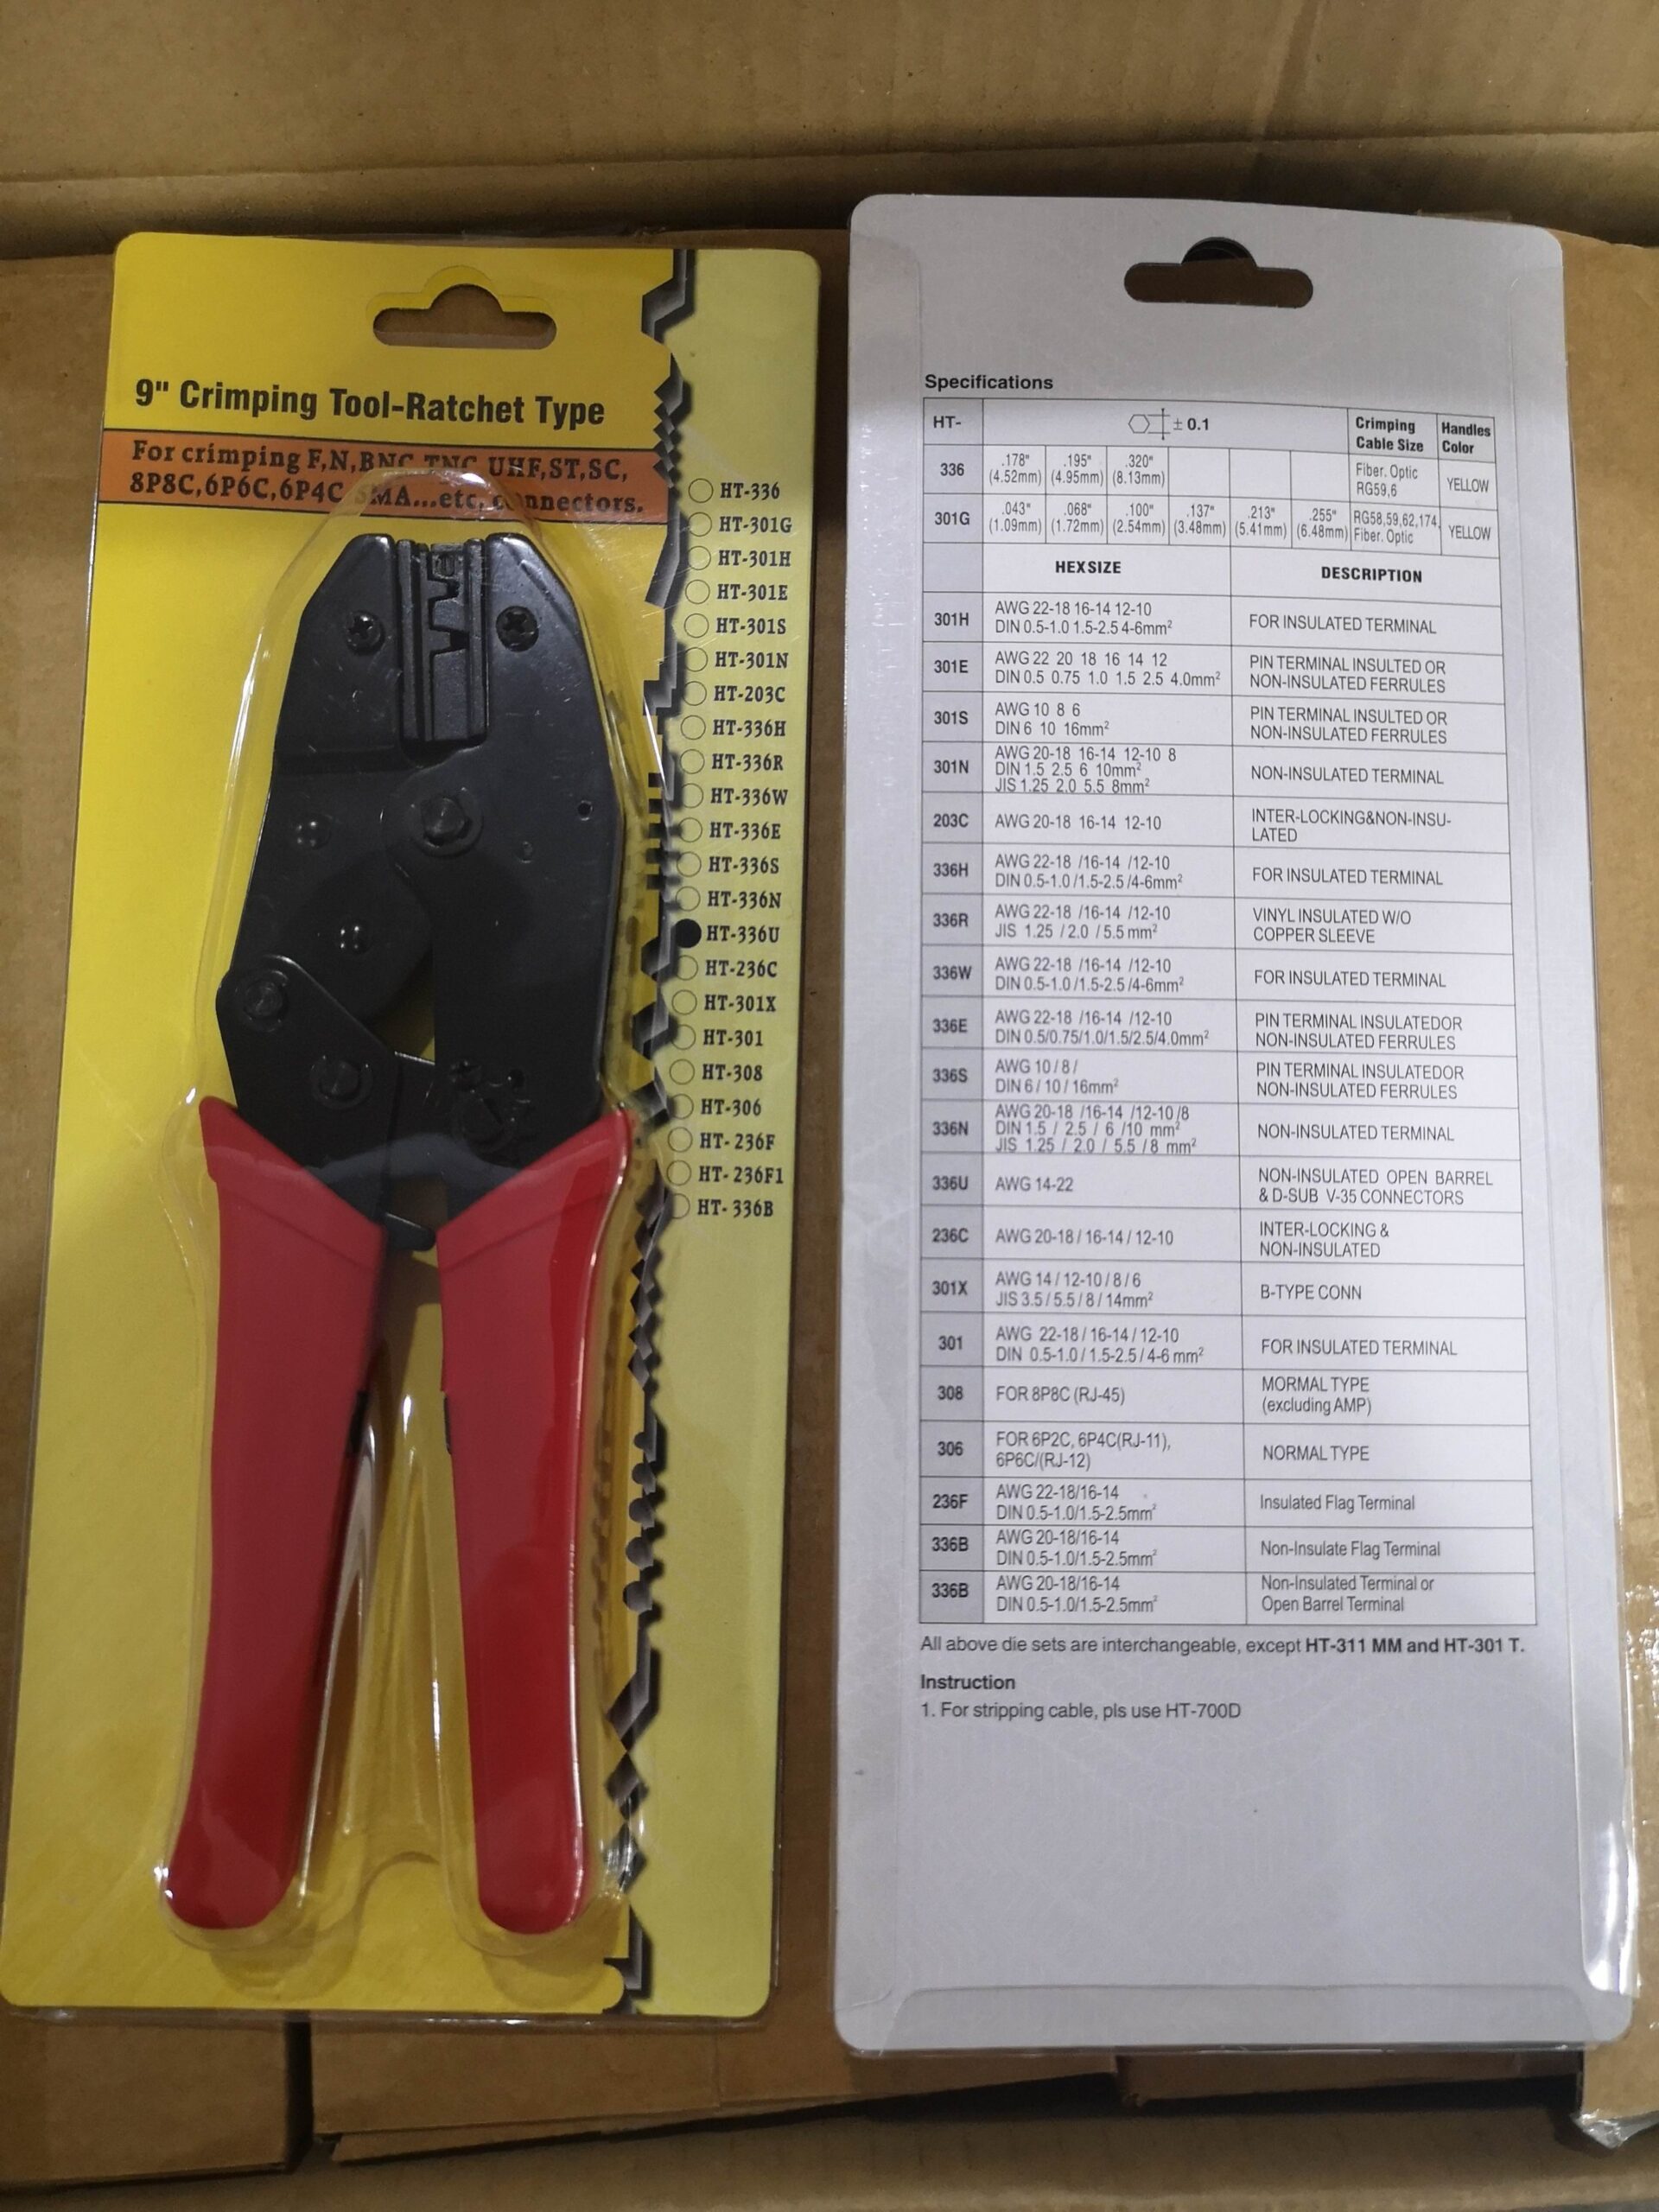 9" Crimping Tool-Ratchet Type
For crimping F,N,BNC,TNC,UHF,ST,SC,
8P8C,6P6C,6P4C SMA...etc, connectors.
HT-336
HT-301G
HT-301H
HT-301E
HT-301S
HT-301N
HT-203C
HT-336H
HT-336R
HT-336W
HT-336E
HT-336S
HT-336N
HT-336U
HT-236C
HT-301X
HT-301
HT-308
HT-306
HT- 236F
HT- 236F1
HT- 336B
Specifications
HT- ± 0.1 Crimping Cable Size Handles Color
336 .178" (4.52mm) .195" (4.95mm) .320" (8.13mm) Fiber. Optic RG59,6 YELLOW
301G .043" (1.09mm) .068" (1.72mm) .100" (2.54mm) .137" (3.48mm) .213" (5.41mm) .255" (6.48mm) RG58,59,62,174, Fiber. Optic YELLOW
HEXSIZE DESCRIPTION
301H AWG 22-18 16-14 12-10 FOR INSULATED TERMINAL
DIN 0.5-1.0 1.5-2.5 4-6mm²
301E AWG 22 20 18 16 14 12 PIN TERMINAL INSULTED OR
DIN 0.5 0.75 1.0 1.5 2.5 4.0mm² NON-INSULATED FERRULES
301S AWG 10 8 6 PIN TERMINAL INSULTED OR
DIN 6 10 16mm² NON-INSULATED FERRULES
301N AWG 20-18 16-14 12-10 8 NON-INSULATED TERMINAL
DIN 1.5 2.5 6 10mm²
JIS 1.25 2.0 5.5 8mm²
203C AWG 20-18 16-14 12-10 INTER-LOCKING&NON-INSU-
LATED
336H AWG 22-18 /16-14 /12-10 FOR INSULATED TERMINAL
DIN 0.5-1.0 /1.5-2.5 /4-6mm²
336R AWG 22-18 /16-14 /12-10 VINYL INSULATED W/O
JIS 1.25 / 2.0 / 5.5 mm² COPPER SLEEVE
336W AWG 22-18 /16-14 /12-10 FOR INSULATED TERMINAL
DIN 0.5-1.0 /1.5-2.5 /4-6mm²
336E AWG 22-18 /16-14 /12-10 PIN TERMINAL INSULATEDOR
DIN 0.5/0.75/1.0/1.5/2.5/4.0mm² NON-INSULATED FERRULES
336S AWG 10 / 8 / PIN TERMINAL INSULATEDOR
DIN 6 / 10 / 16mm² NON-INSULATED FERRULES
336N AWG 20-18 /16-14 /12-10 /8 NON-INSULATED TERMINAL
DIN 1.5 / 2.5 / 6 /10 mm²
JIS 1.25 / 2.0 / 5.5 / 8 mm²
336U AWG 14-22 NON-INSULATED OPEN BARREL
& D-SUB V-35 CONNECTORS
236C AWG 20-18 / 16-14 / 12-10 INTER-LOCKING &
NON-INSULATED
301X AWG 14 / 12-10 / 8 / 6 B-TYPE CONN
JIS 3.5 / 5.5 / 8 / 14mm²
301 AWG 22-18 / 16-14 / 12-10 FOR INSULATED TERMINAL
DIN 0.5-1.0 / 1.5-2.5 / 4-6 mm²
308 FOR 8P8C (RJ-45) MORMAL TYPE
(excluding AMP)
306 FOR 6P2C, 6P4C(RJ-11), NORMAL TYPE
6P6C/(RJ-12)
236F AWG 22-18/16-14 Insulated Flag Terminal
DIN 0.5-1.0/1.5-2.5mm²
336B AWG 20-18/16-14 Non-Insulate Flag Terminal
DIN 0.5-1.0/1.5-2.5mm²
336B AWG 20-18/16-14 Non-Insulated Terminal or
DIN 0.5-1.0/1.5-2.5mm² Open Barrel Terminal
All above die sets are interchangeable, except HT-311 MM and HT-301 T.
Instruction
1. For stripping cable, pls use HT-700D